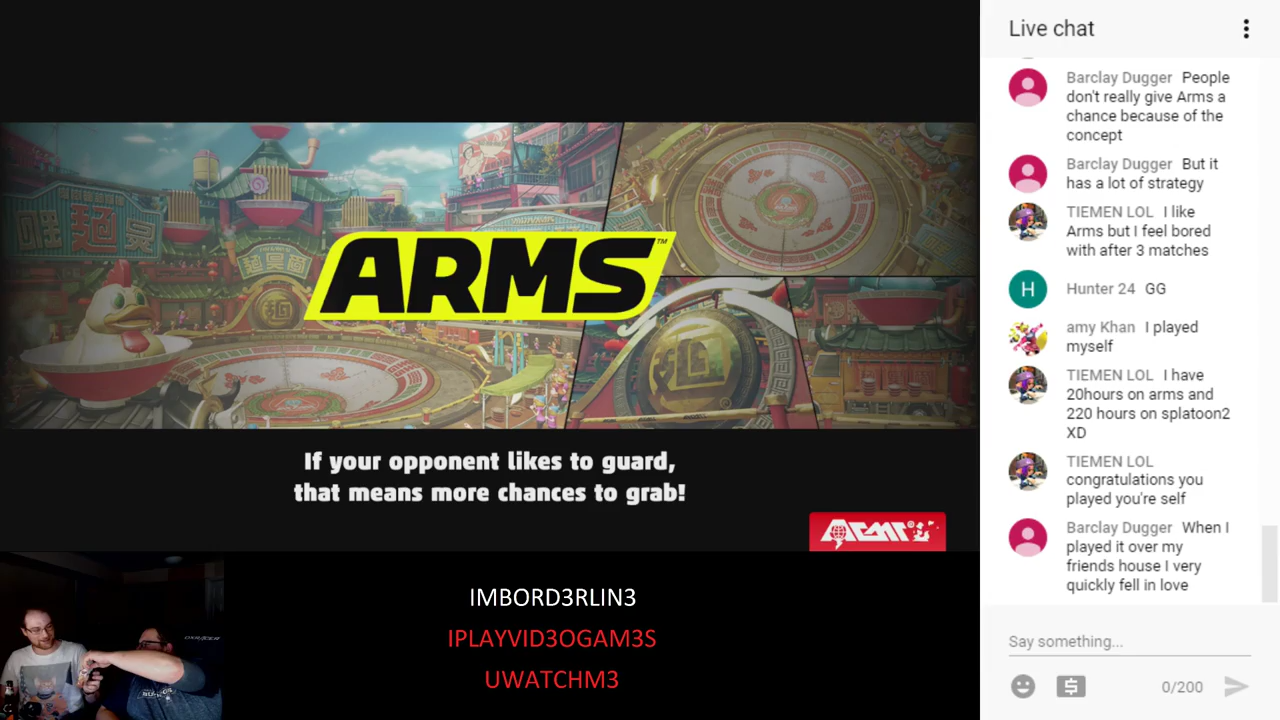 ARMS™
If your opponent likes to guard,
that means more chances to grab!
IMBORD3RLIN3
IPLAYVID3OGAM3S
UWATCHM3
Live chat
Barclay Dugger People
don't really give Arms a
chance because of the
concept
Barclay Dugger But it
has a lot of strategy
TIEMEN LOL I like
Arms but I feel bored
with after 3 matches
H
Hunter 24 GG
amy Khan I played
myself
TIEMEN LOL I have
20hours on arms and
220 hours on splatoon2
XD
TIEMEN LOL
congratulations you
played you're self
Barclay Dugger When I
played it over my
friends house I very
quickly fell in love
Say something...
0/200